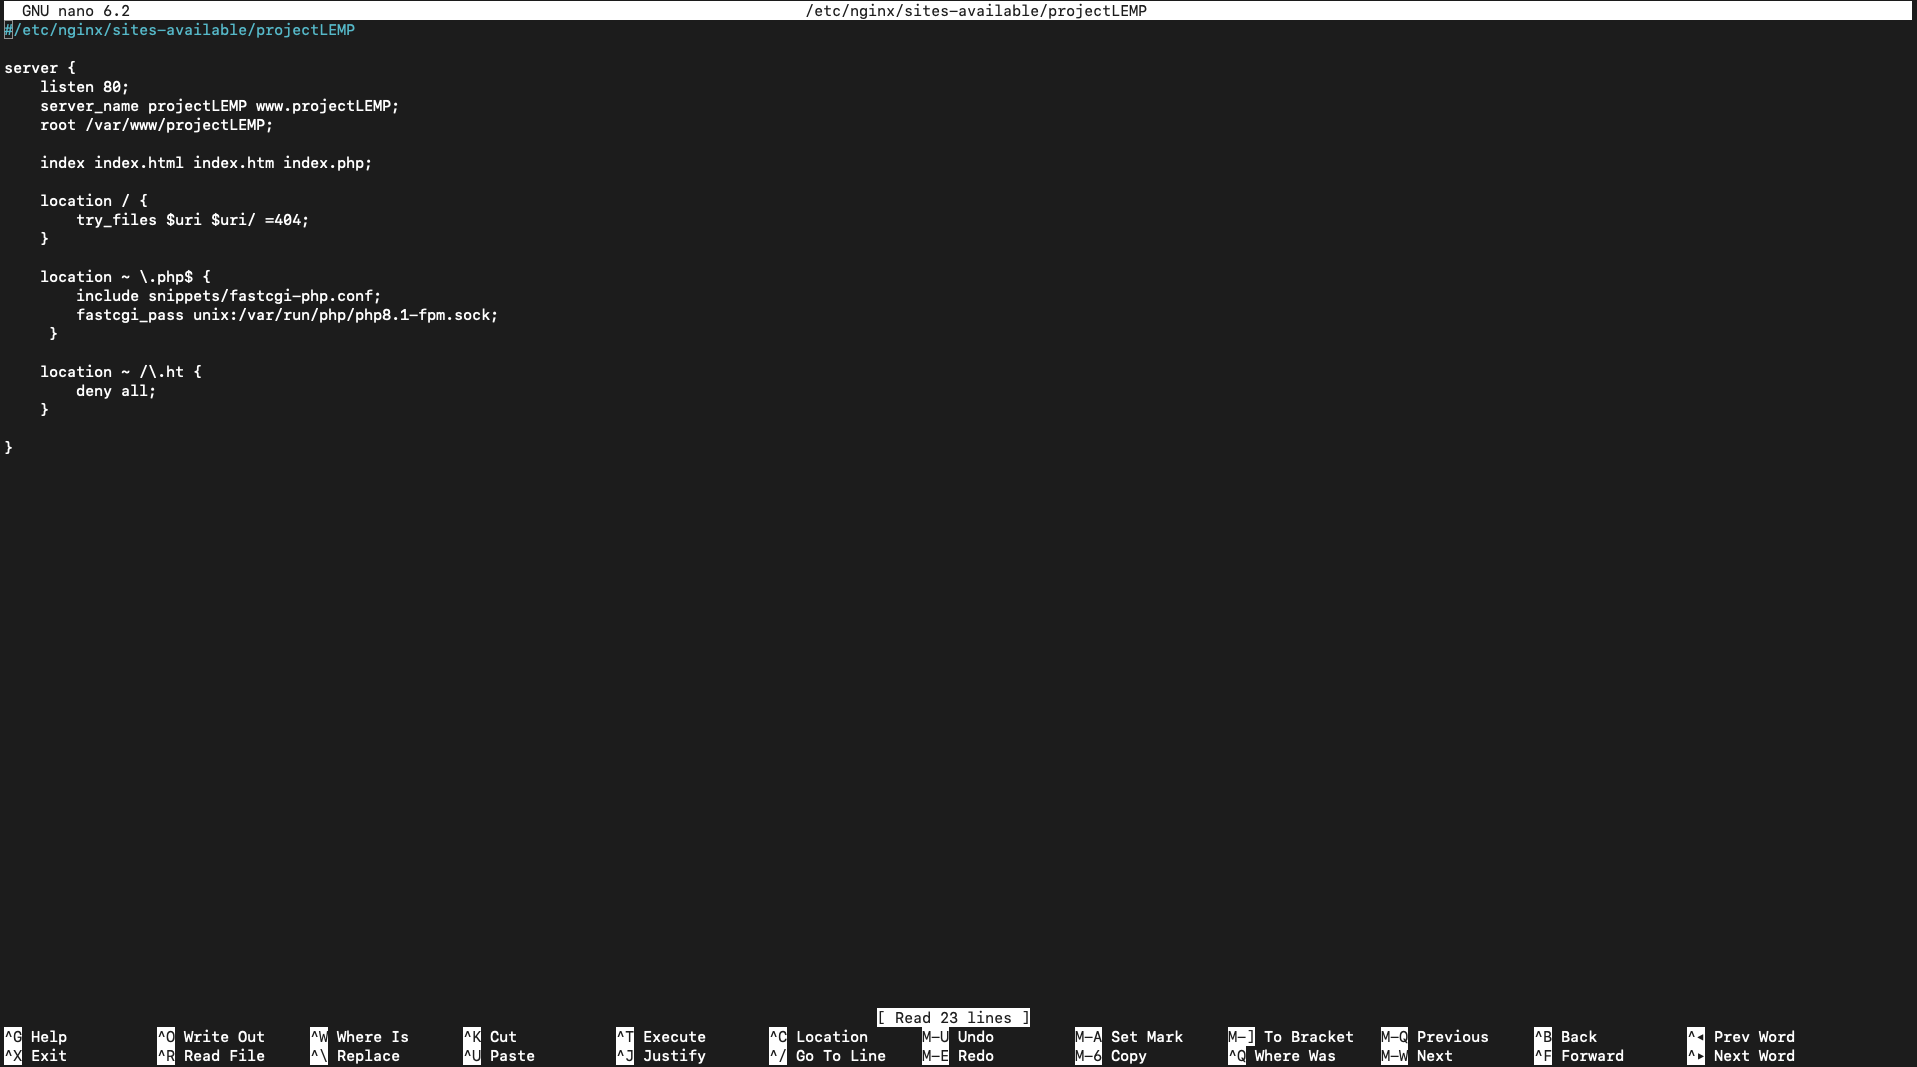 GNU nano 6.2 /etc/nginx/sites-available/projectLEMP
#/etc/nginx/sites-available/projectLEMP
server {
listen 80;
server_name projectLEMP www.projectLEMP;
root /var/www/projectLEMP;
index index.html index.htm index.php;
location / {
try_files $uri $uri/ =404;
}
location ~ \.php$ {
include snippets/fastcgi-php.conf;
fastcgi_pass unix:/var/run/php/php8.1-fpm.sock;
}
location ~ /\.ht {
deny all;
}
}
[ Read 23 lines ]
^G Help ^O Write Out ^W Where Is ^K Cut ^T Execute ^C Location M-U Undo M-A Set Mark M-] To Bracket M-Q Previous ^B Back ^◂ Prev Word
^X Exit ^R Read File ^\ Replace ^U Paste ^J Justify ^/ Go To Line M-E Redo M-6 Copy ^Q Where Was M-W Next ^F Forward ^▸ Next Word